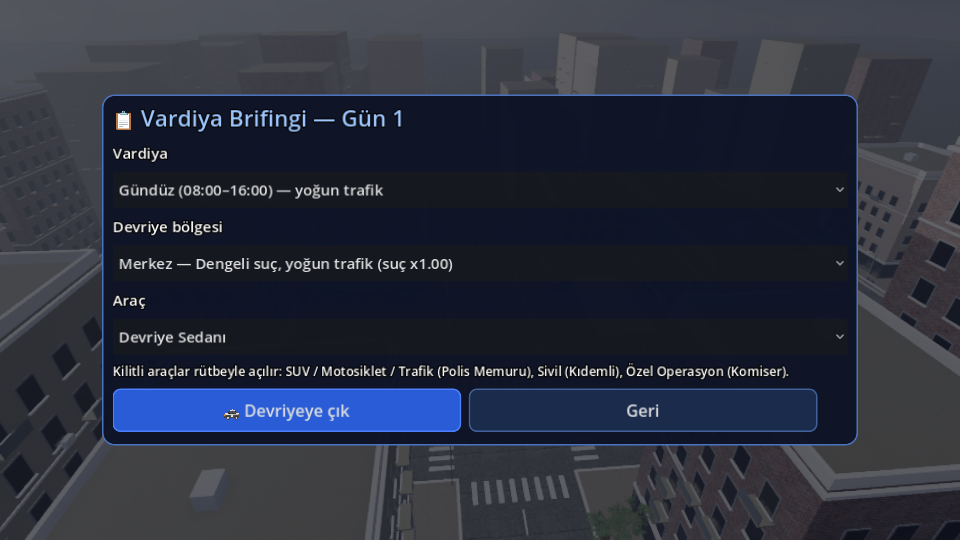 📋 Vardiya Brifingi — Gün 1
Vardiya
Gündüz (08:00–16:00) — yoğun trafik
Devriye bölgesi
Merkez — Dengeli suç, yoğun trafik (suç x1.00)
Araç
Devriye Sedanı
Kilitli araçlar rütbeyle açılır: SUV / Motosiklet / Trafik (Polis Memuru), Sivil (Kıdemli), Özel Operasyon (Komiser).
🚓 Devriyeye çık
Geri